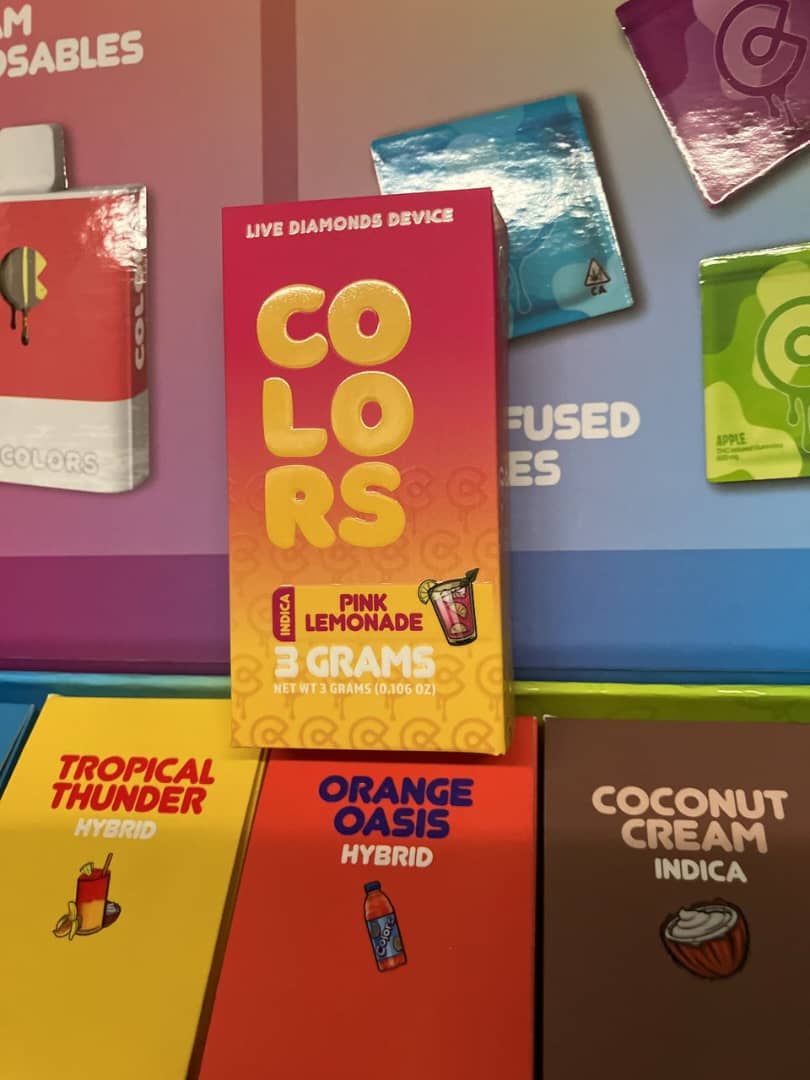 AM
OSABLES
LIVE DIAMONDS DEVICE
CO
LO
RS
INDICA
PINK
LEMONADE
3 GRAMS
NET WT 3 GRAMS (0.106 OZ)
COLORS
CA
FUSED
ES
APPLE
TROPICAL
THUNDER
HYBRID
ORANGE
OASIS
HYBRID
Colors
COCONUT
CREAM
INDICA